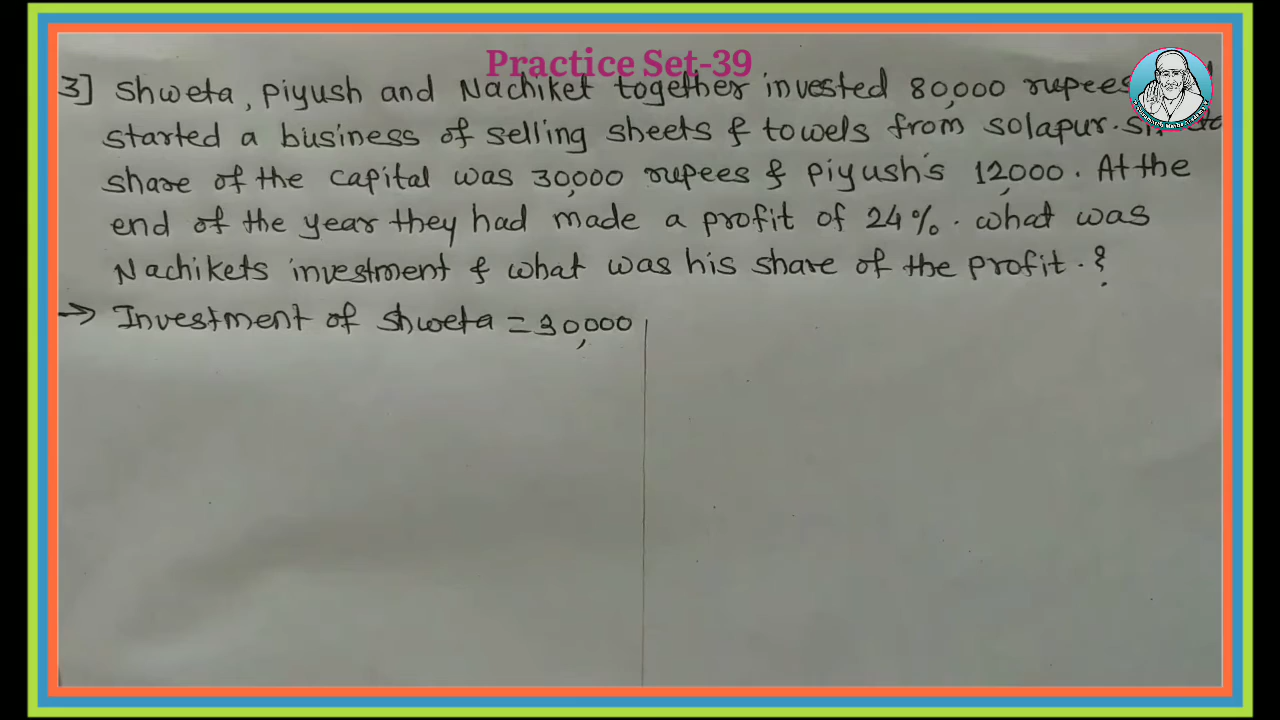 Practice Set-39
3] Shweta, Piyush and Nachiket together invested 80,000 rupees
started a business of selling sheets & towels from solapur.
share of the capital was 30,000 rupees & Piyush's 12,000. At the
end of the year they had made a profit of 24%. what was
Nachikets investment & what was his share of the profit.?
→ Investment of Shweta = 30,000